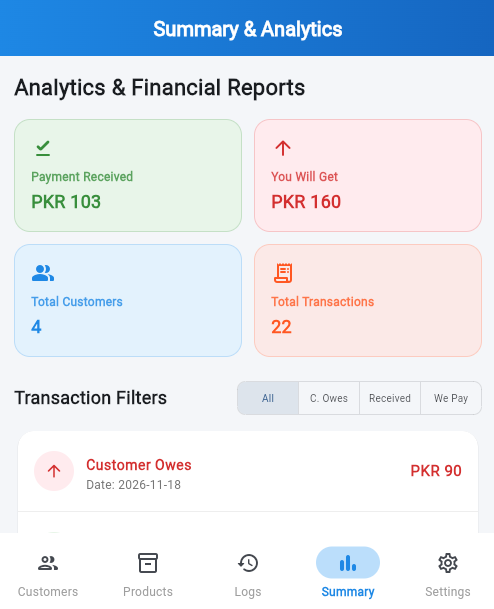 Summary & Analytics
Analytics & Financial Reports
Payment Received
PKR 103
You Will Get
PKR 160
Total Customers
4
Total Transactions
22
Transaction Filters
All
C. Owes
Received
We Pay
Customer Owes
PKR 90
Date: 2026-11-18
Customers
Products
Logs
Summary
Settings